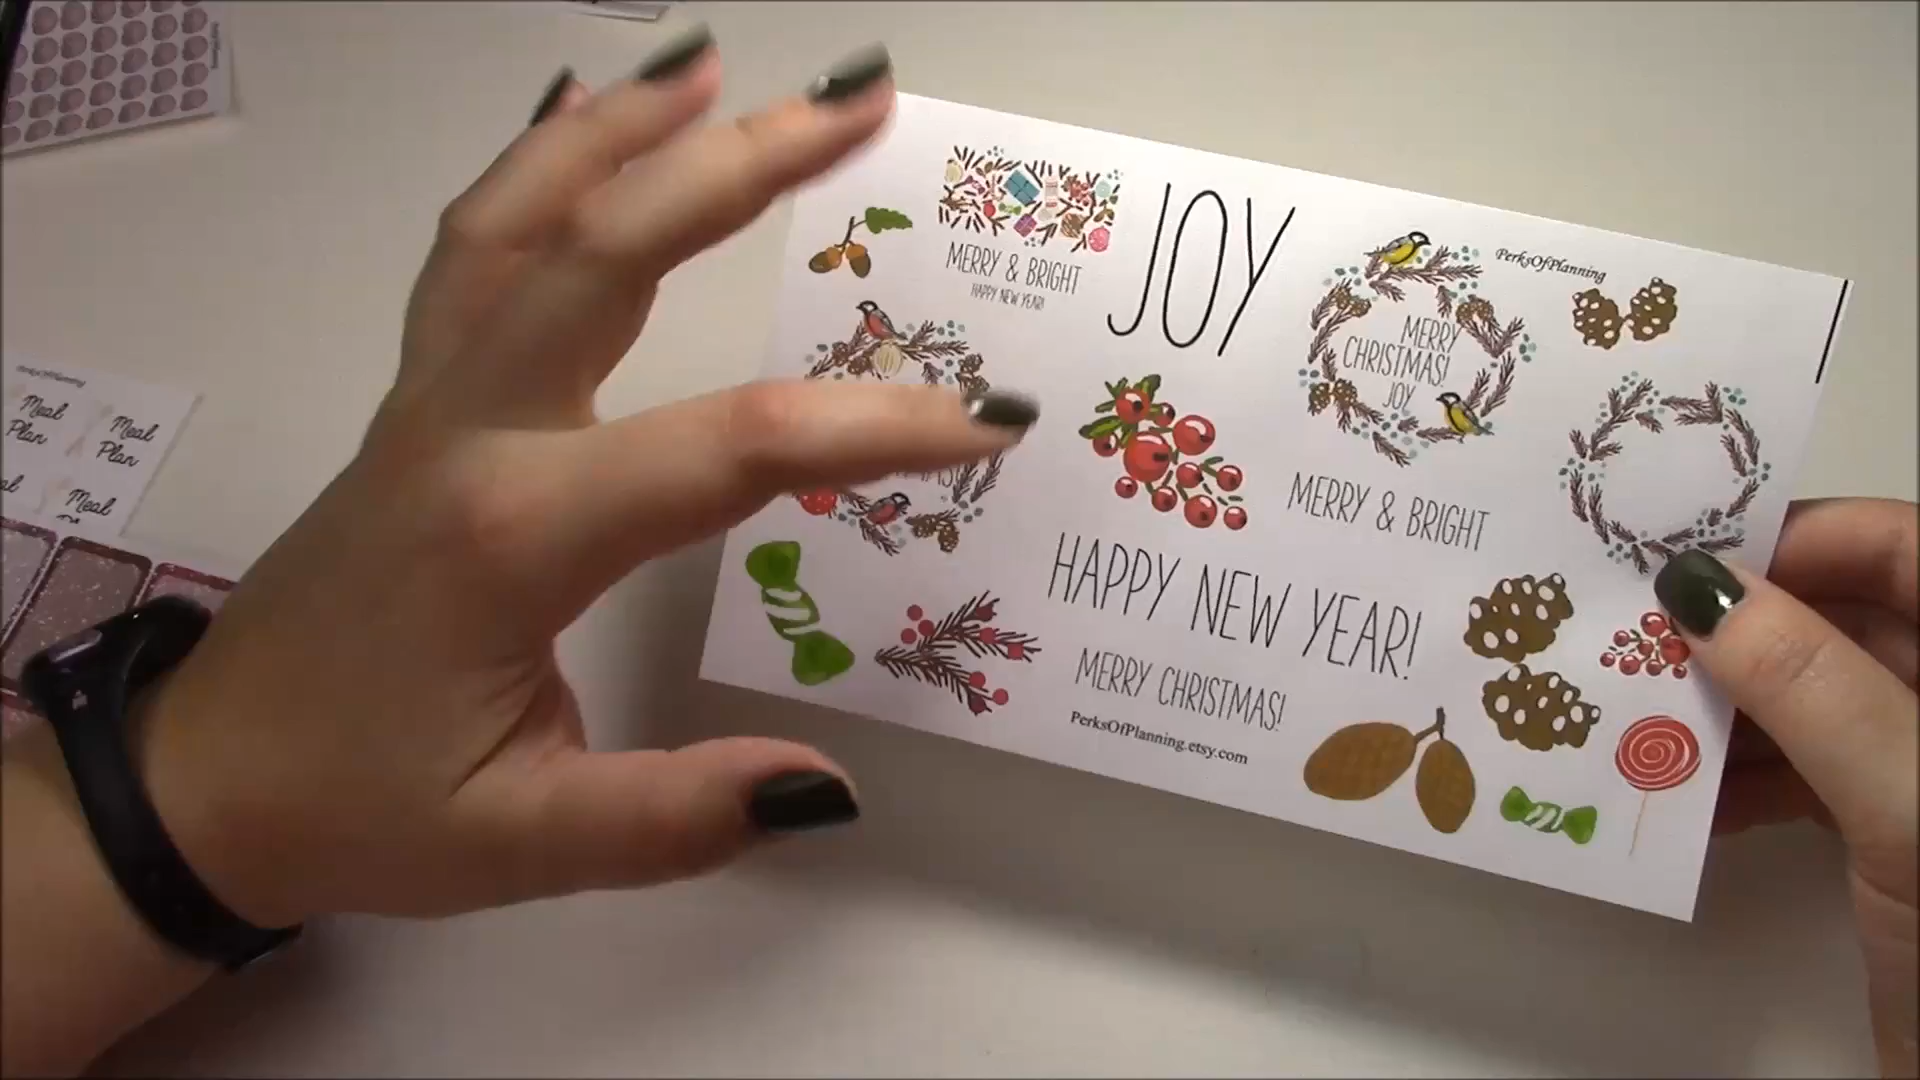 PerksOfPlanning
Meal
Plan
Meal
Plan
Meal
MERRY & BRIGHT
HAPPY NEW YEAR!
JOY
PerksOfPlanning
MERRY
CHRISTMAS!
JOY
MERRY & BRIGHT
HAPPY NEW YEAR!
MERRY CHRISTMAS!
PerksOfPlanning.etsy.com